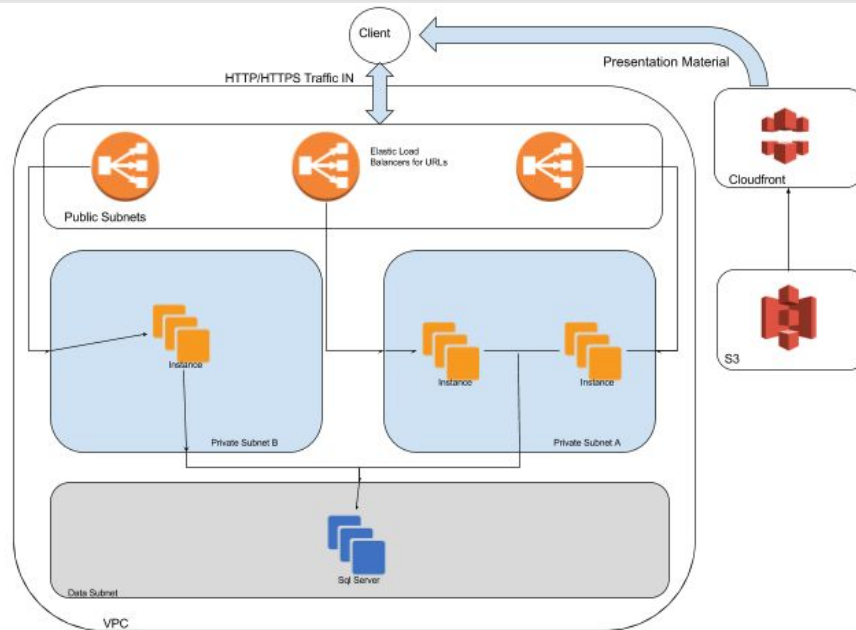 Client
Presentation Material
HTTP/HTTPS Traffic IN
Elastic Load
Balancers for URLs
Cloudfront
Public Subnets
S3
Instance
Instance
Instance
Private Subnet B
Private Subnet A
Sql Server
Data Subnet
VPC